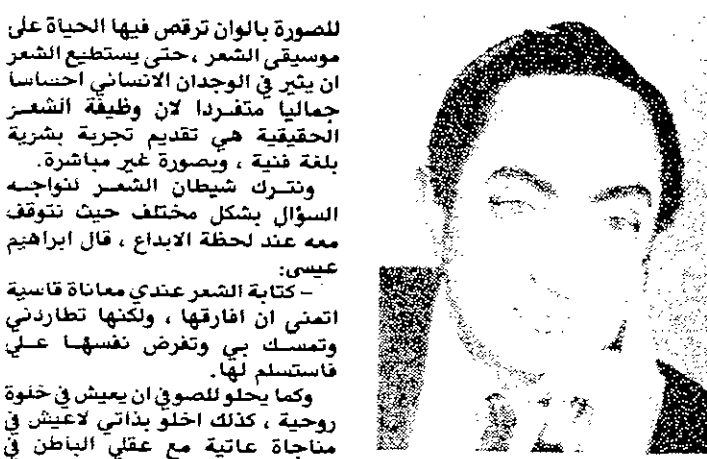 للصورة بالوان ترقص فيها الحياة على
موسيقى الشعر ، حتى يستطيع الشعر
ان يثير في الوجدان الانساني احساسا
جماليا متفردا لان وظيفة الشعر
الحقيقية هي تقديم تجربة بشرية
بلغة فنية ، وبصورة غير مباشرة.
ونترك شيطان الشعر لنواجه
السؤال بشكل مختلف حيث نتوقف
معه عند لحظة الابداع ، قال ابراهيم
عيسى:
– كتابة الشعر عندي معاناة قاسية
اتمنى ان افارقها ، ولكنها تطاردني
وتمسك بي وتفرض نفسها علي
فاستسلم لها.
وكما يحلو للصوفي ان يعيش في خلوة
روحية ، كذلك اخلو بذاتي لاعيش في
مناجاة عاتية مع عقلي الباطن في